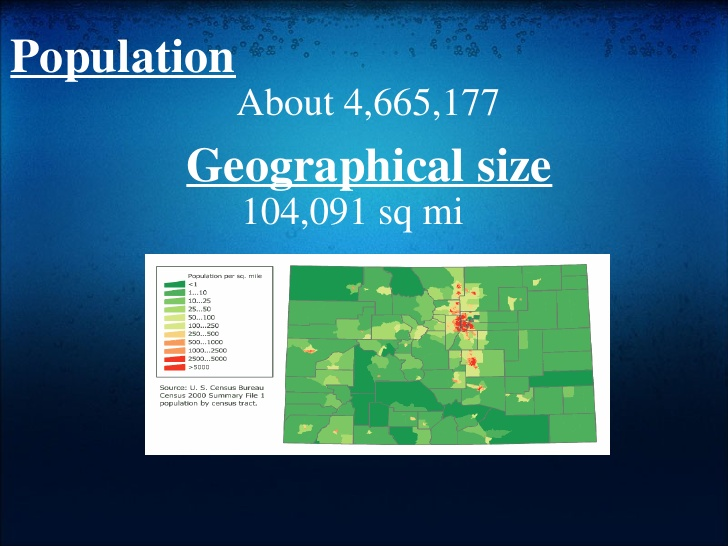 Population
About 4,665,177
Geographical size
104,091 sq mi
Population per sq. mile
<1
1...10
10...25
25...50
50...100
100...250
250...500
500...1000
1000...2500
2500...5000
>5000
Source: U. S. Census Bureau
Census 2000 Summary File 1
population by census tract.